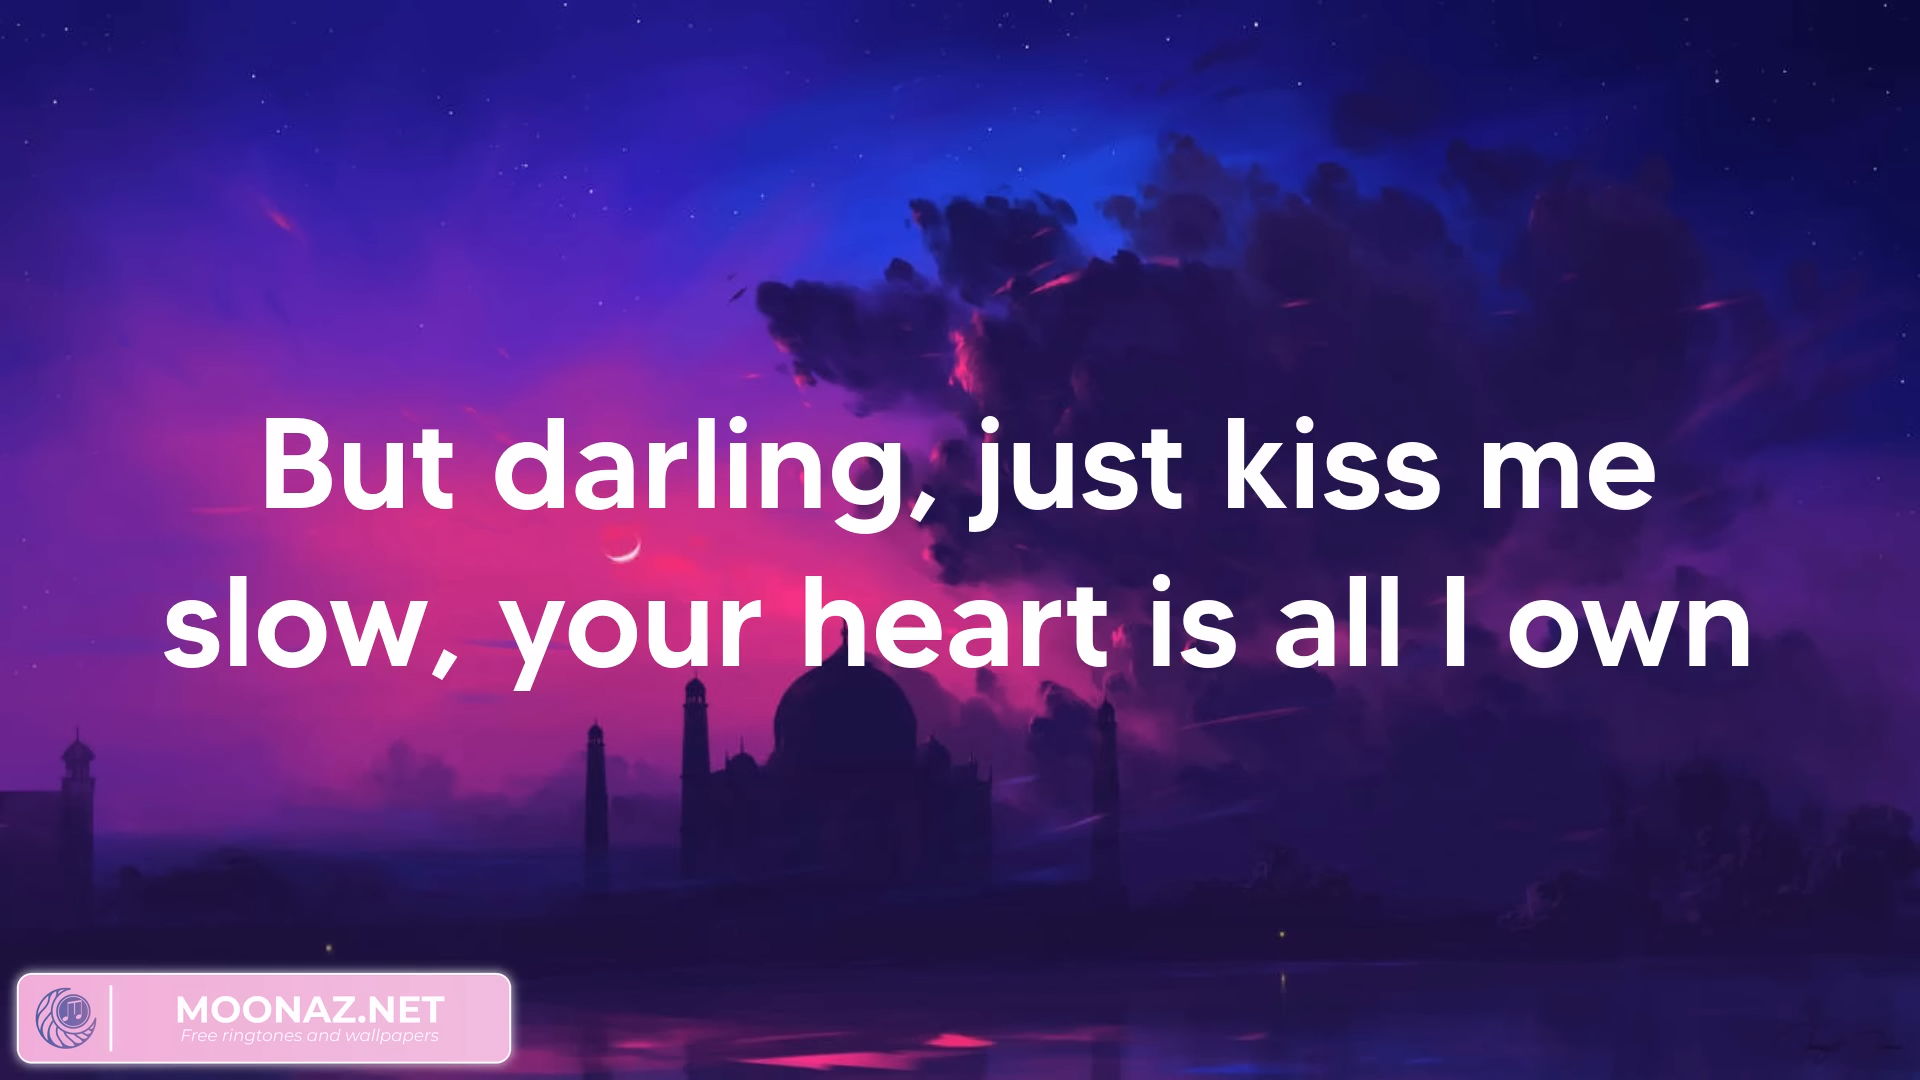 But darling, just kiss me
slow, your heart is all I own
MOONAZ.NET
Free ringtones and wallpapers